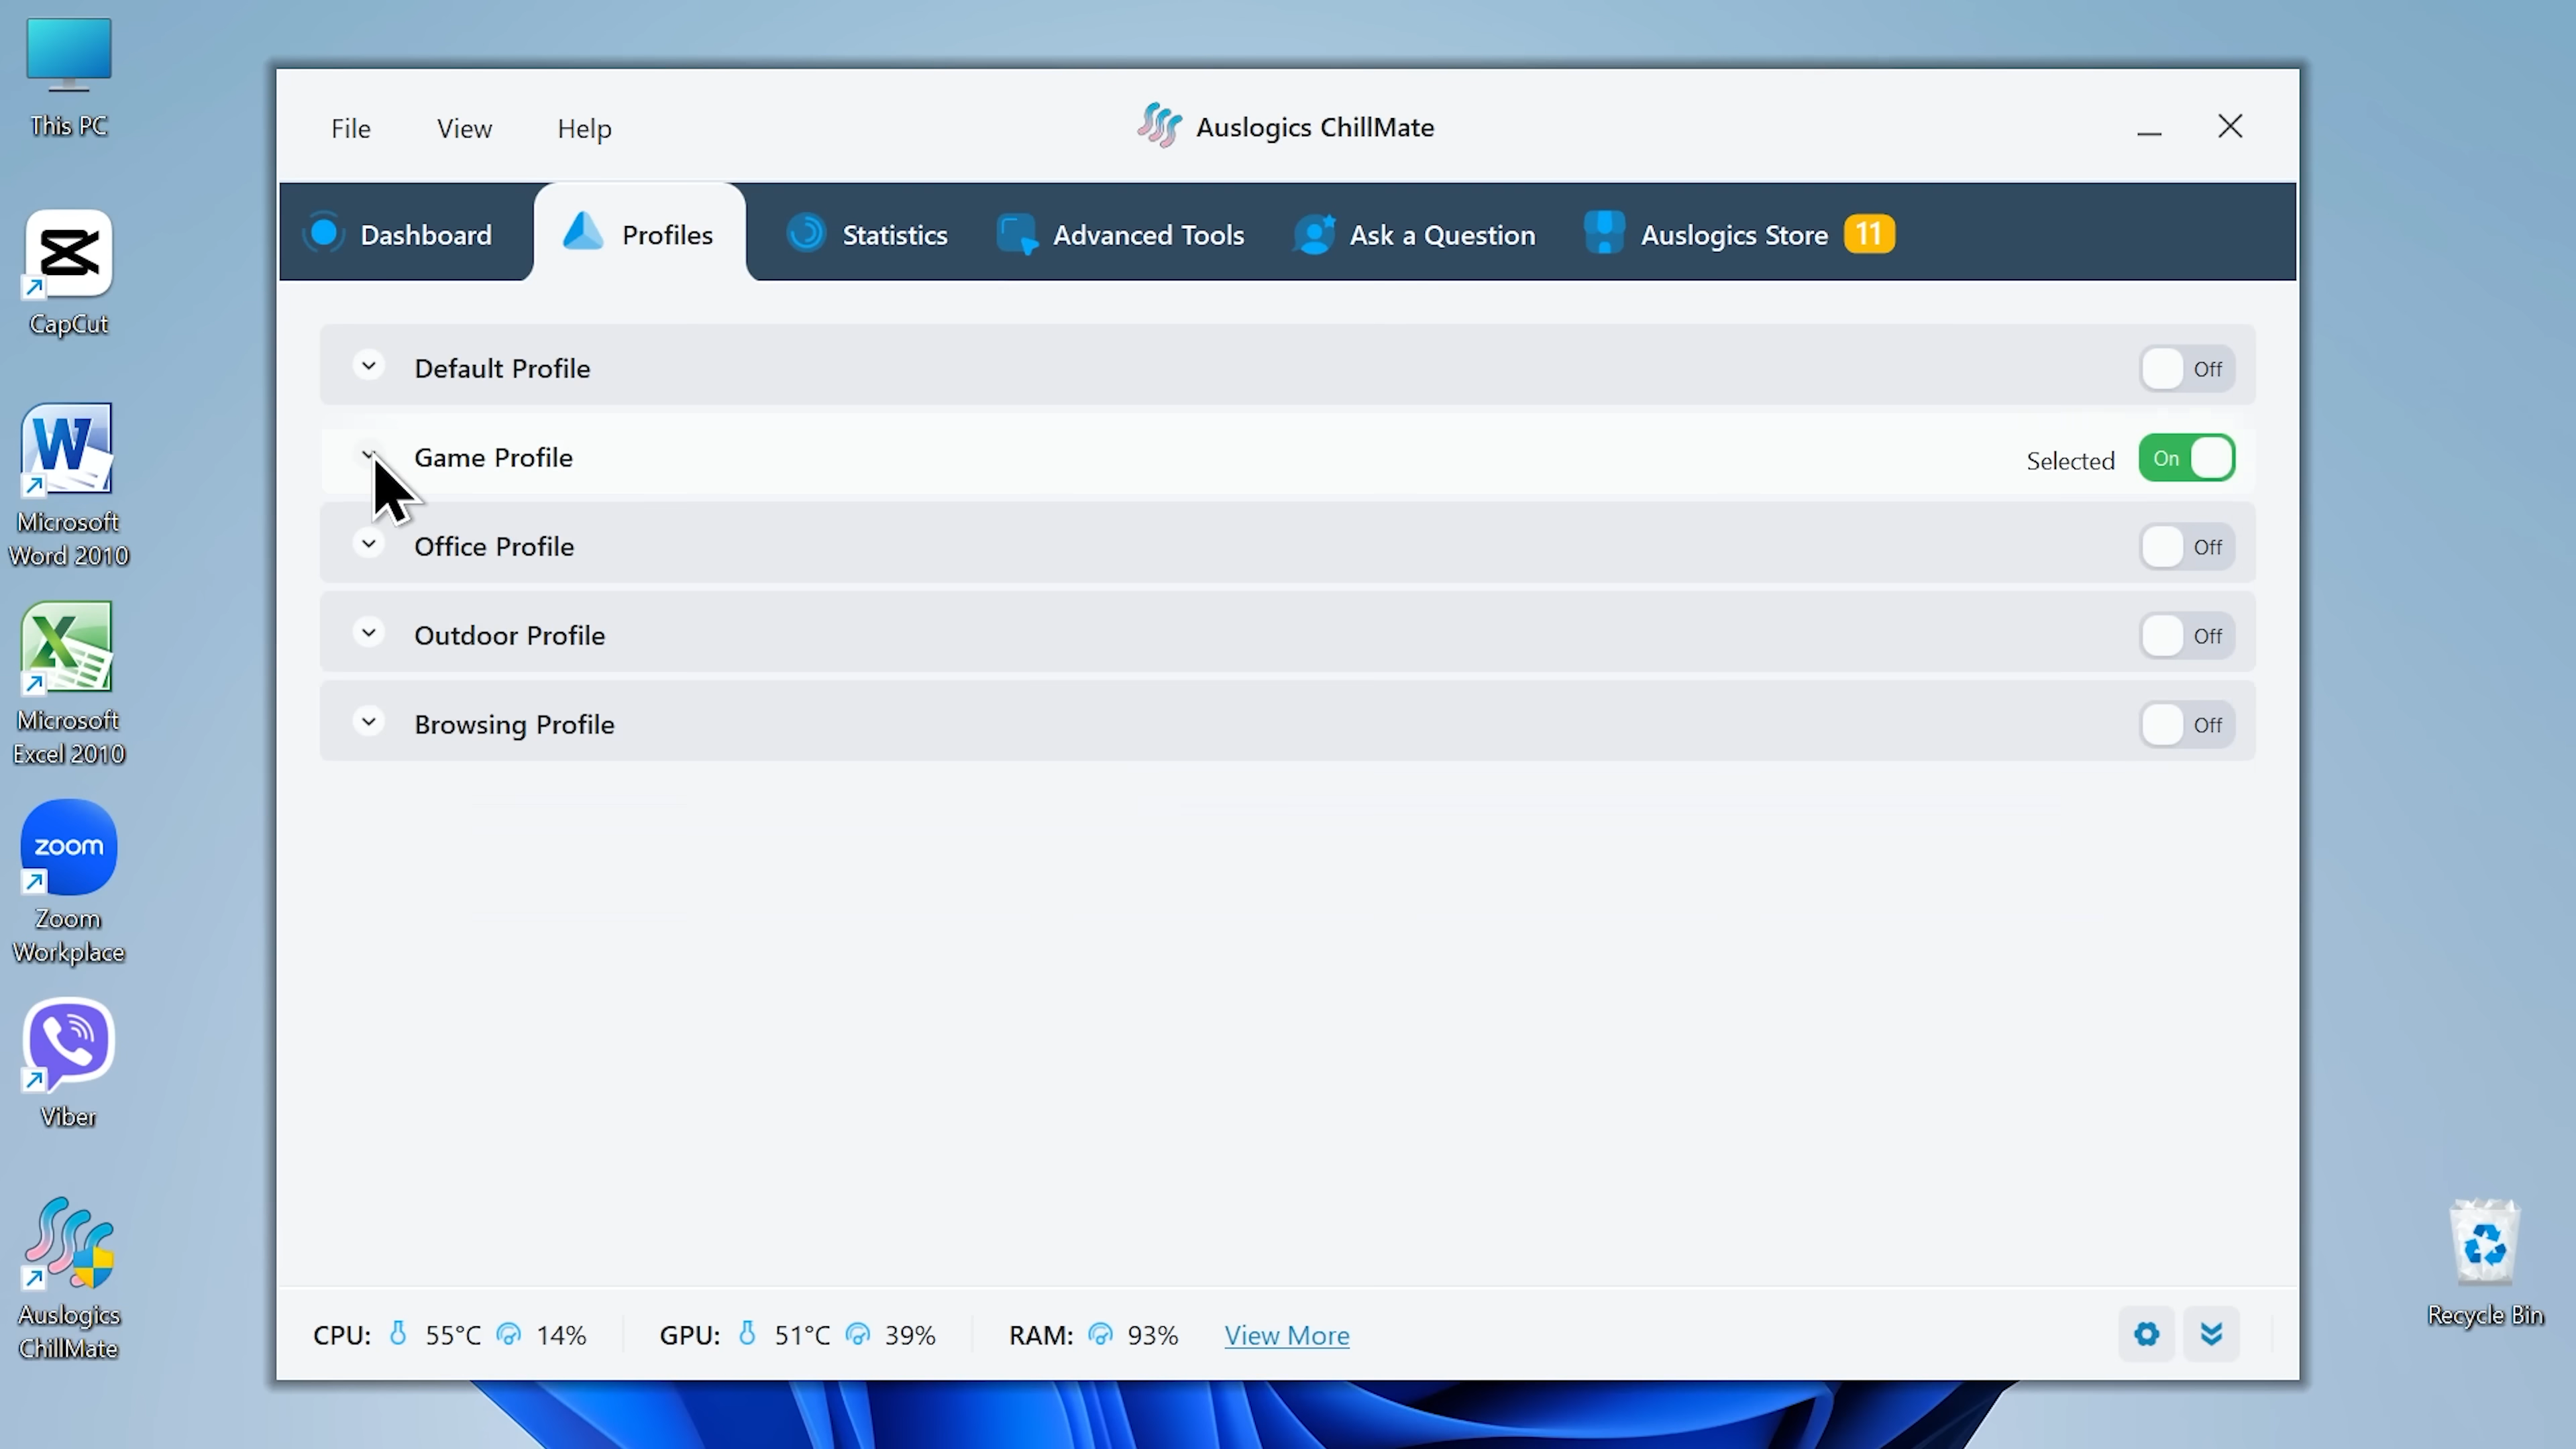 This PC
CapCut
Microsoft
Word 2010
Microsoft
Excel 2010
zoom
Zoom
Workplace
Viber
Auslogics
ChillMate
File View Help Auslogics ChillMate
Dashboard Profiles Statistics Advanced Tools Ask a Question Auslogics Store 11
Default Profile Off
Game Profile Selected On
Office Profile Off
Outdoor Profile Off
Browsing Profile Off
CPU: 55°C 14% GPU: 51°C 39% RAM: 93% View More
Recycle Bin